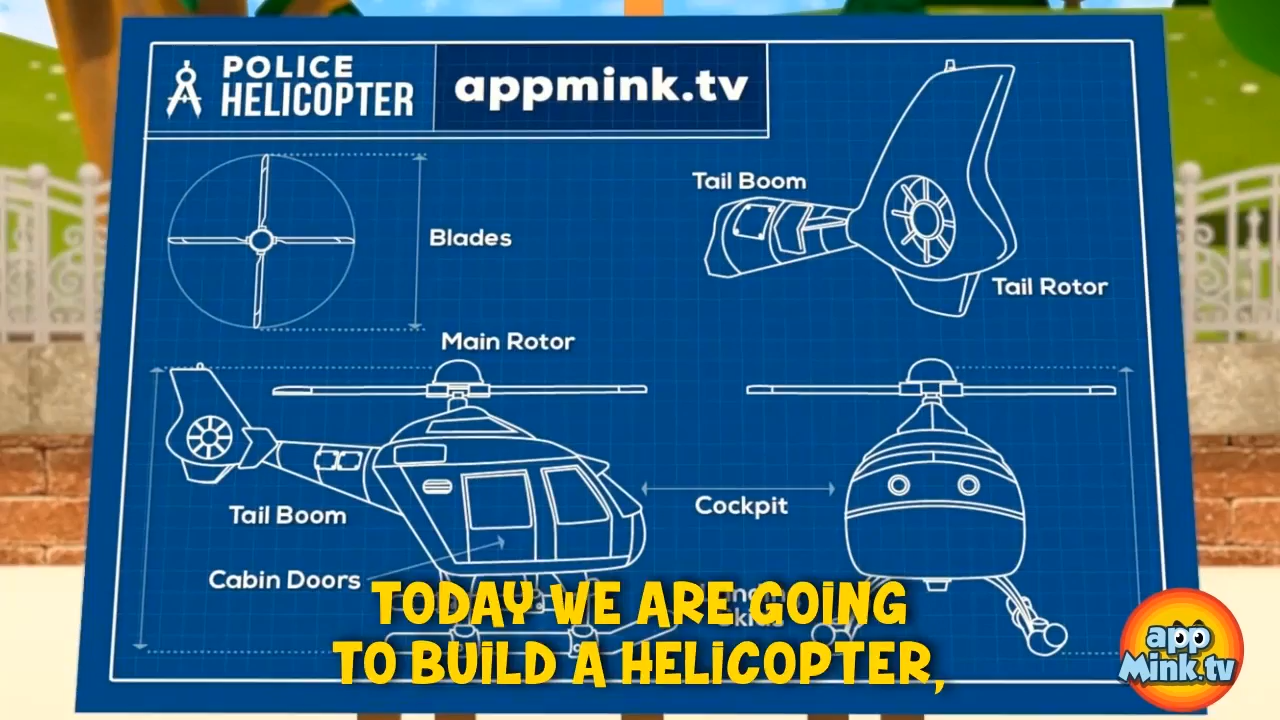 POLICE
HELICOPTER
appmink.tv
Tail Boom
Blades
Tail Rotor
Main Rotor
Cockpit
Tail Boom
Cabin Doors
TODAY WE ARE GOING
TO BUILD A HELICOPTER,
app
Mink.tv